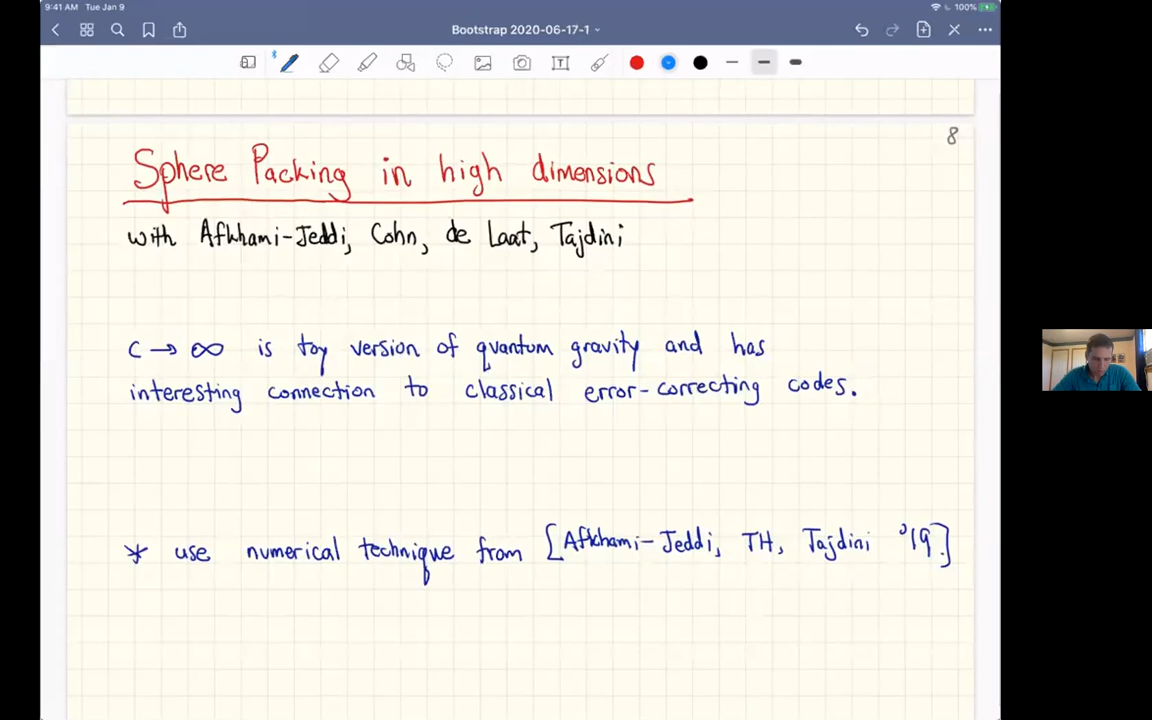 9:41 AM Tue Jan 9
100%
Bootstrap 2020-06-17-1
T
8
Sphere Packing in high dimensions
with Afkhami-Jeddi, Cohn, de Laat, Tajdini
c → ∞ is toy version of quantum gravity and has
interesting connection to classical error-correcting codes.
* use numerical technique from [Afkhami-Jeddi, TH, Tajdini '19]